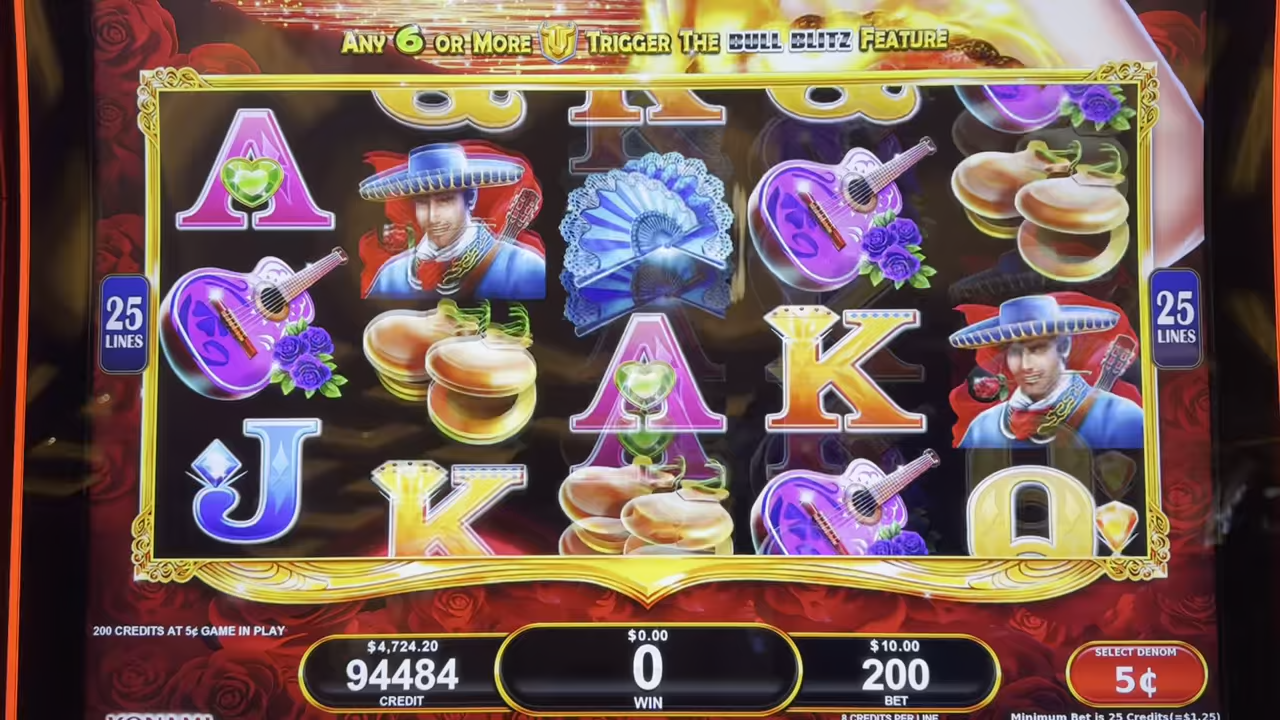 ANY 6 OR MORE TRIGGER THE BULL BLITZ FEATURE
Q K Q
A
25 LINES
K
25 LINES
A
J
K
Q
200 CREDITS AT 5¢ GAME IN PLAY
$4,724.20
94484
CREDIT
$0.00
0
WIN
$10.00
200
BET
SELECT DENOM
5¢
8 CREDITS PER LINE
Minimum Bet is 25 Credits(=$1.25)
KONAMI